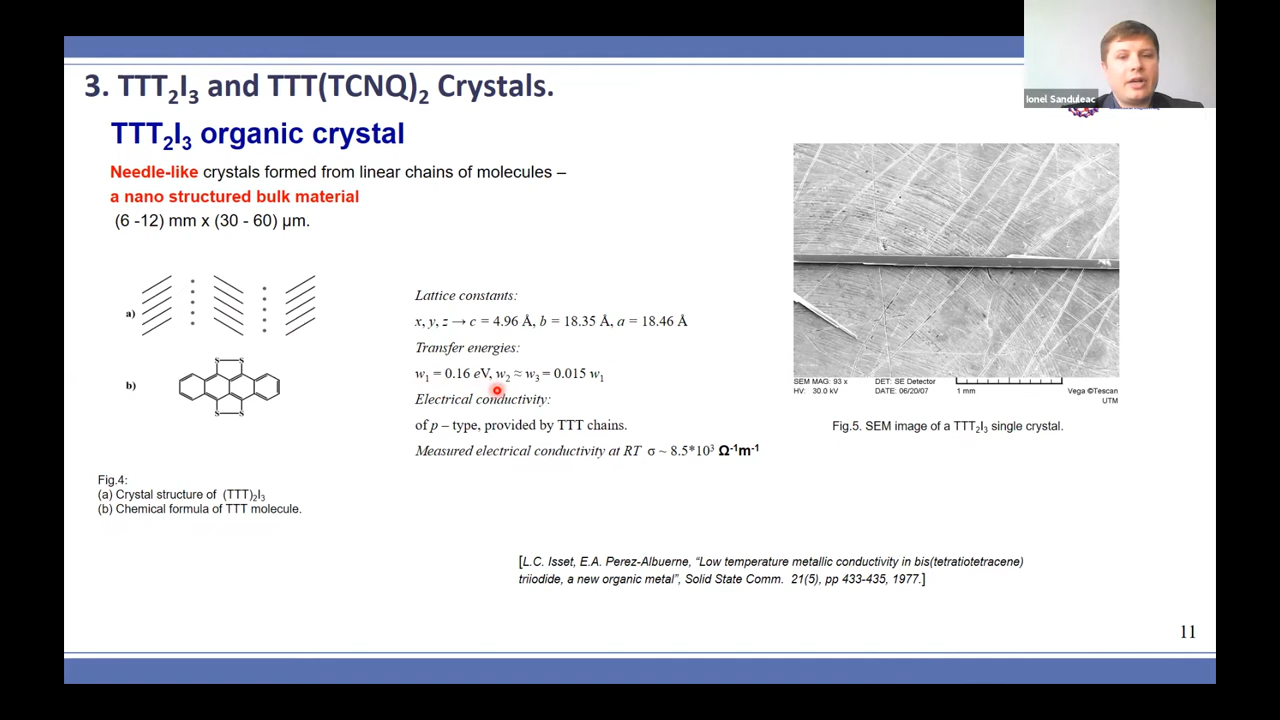 Ionel Sanduleac
3. TTT₂I₃ and TTT(TCNQ)₂ Crystals.
TTT₂I₃ organic crystal
Needle-like crystals formed from linear chains of molecules –
a nano structured bulk material
(6 -12) mm x (30 - 60) µm.
a)
b)
S S
S S
Fig.4:
(a) Crystal structure of (TTT)₂I₃
(b) Chemical formula of TTT molecule.
Lattice constants:
x, y, z → c = 4.96 Å, b = 18.35 Å, a = 18.46 Å
Transfer energies:
w₁ = 0.16 eV, w₂ ≈ w₃ = 0.015 w₁
Electrical conductivity:
of p – type, provided by TTT chains.
Measured electrical conductivity at RT σ ~ 8.5*10³ Ω⁻¹m⁻¹
SEM MAG: 93 x DET: SE Detector
HV: 30.0 kV DATE: 06/20/07 1 mm Vega ©Tescan
UTM
Fig.5. SEM image of a TTT₂I₃ single crystal.
[L.C. Isset, E.A. Perez-Albuerne, “Low temperature metallic conductivity in bis(tetratiotetracene)
triiodide, a new organic metal”, Solid State Comm. 21(5), pp 433-435, 1977.]
11